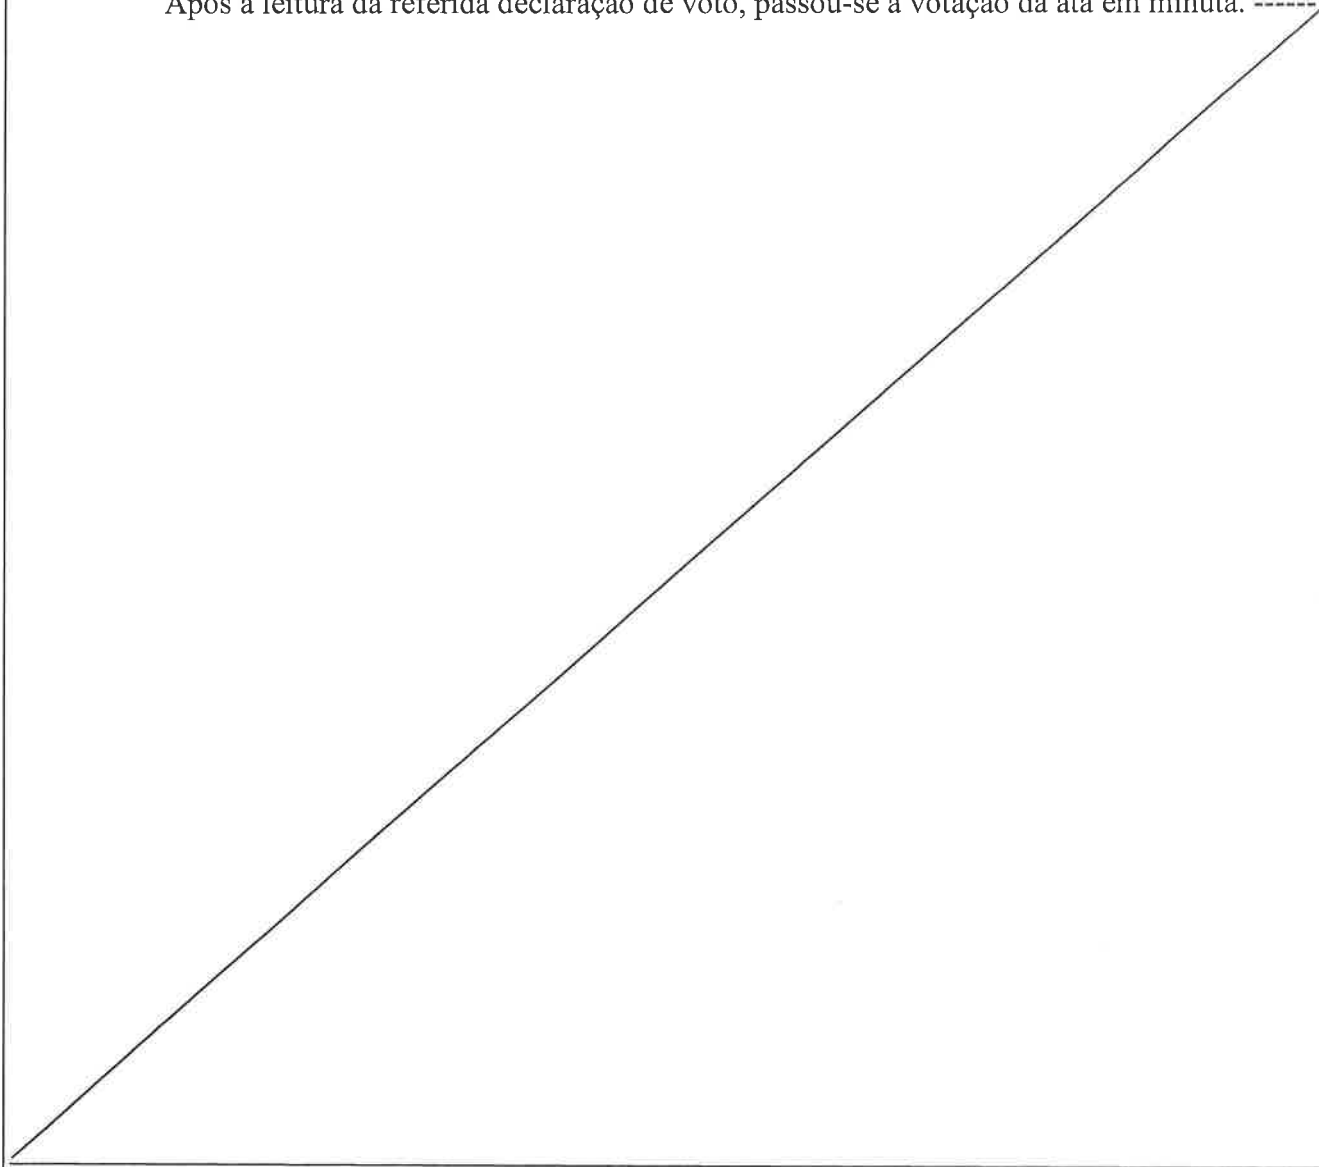 Após a leitura da referida declaração de voto, passou-se à votação da ata em minuta. ------